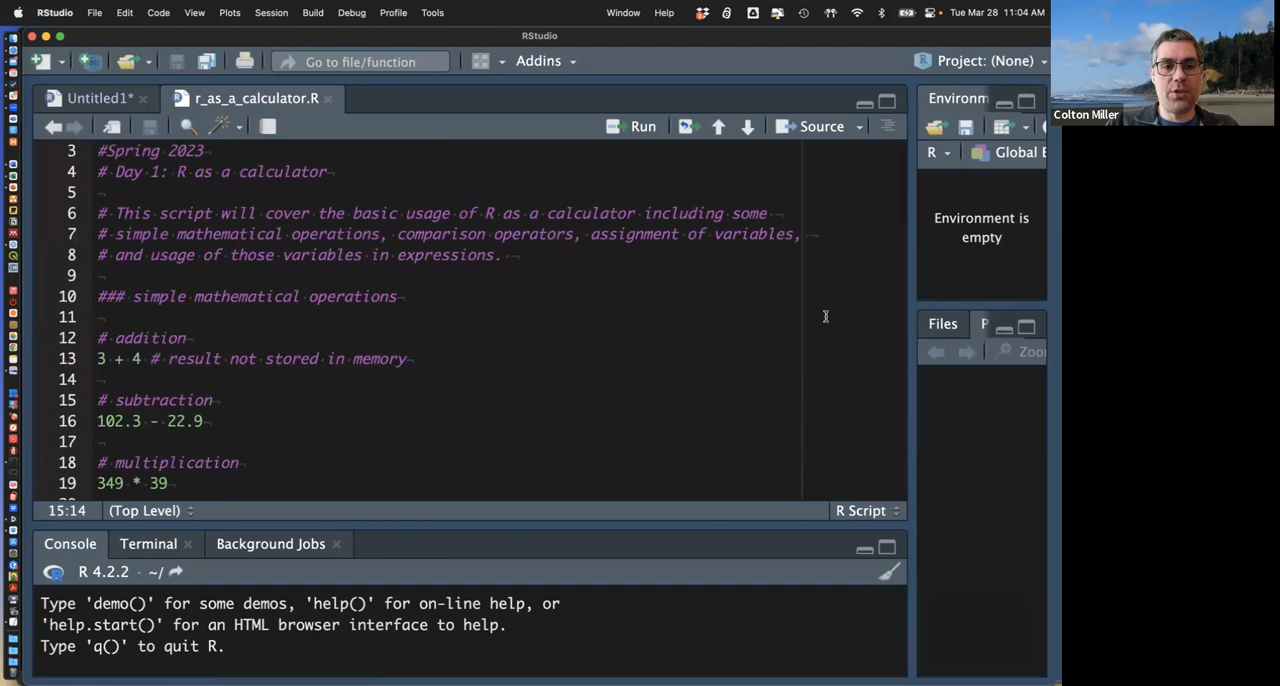 RStudio File Edit Code View Plots Session Build Debug Profile Tools Window Help Tue Mar 28 11:04 AM
RStudio
Go to file/function Addins Project: (None)
Untitled1* r_as_a_calculator.R Environm
Run Source
R Global E
3 #Spring 2023
4 # Day 1: R as a calculator
5
6 # This script will cover the basic usage of R as a calculator including some
7 # simple mathematical operations, comparison operators, assignment of variables,
8 # and usage of those variables in expressions.
9
10 ### simple mathematical operations
11
12 # addition
13 3 + 4 # result not stored in memory
14
15 # subtraction
16 102.3 - 22.9
17
18 # multiplication
19 349 * 39
15:14 (Top Level) R Script
Environment is
empty
Files P
Zoo
Console Terminal Background Jobs
R 4.2.2 · ~/
Type 'demo()' for some demos, 'help()' for on-line help, or
'help.start()' for an HTML browser interface to help.
Type 'q()' to quit R.
Colton Miller